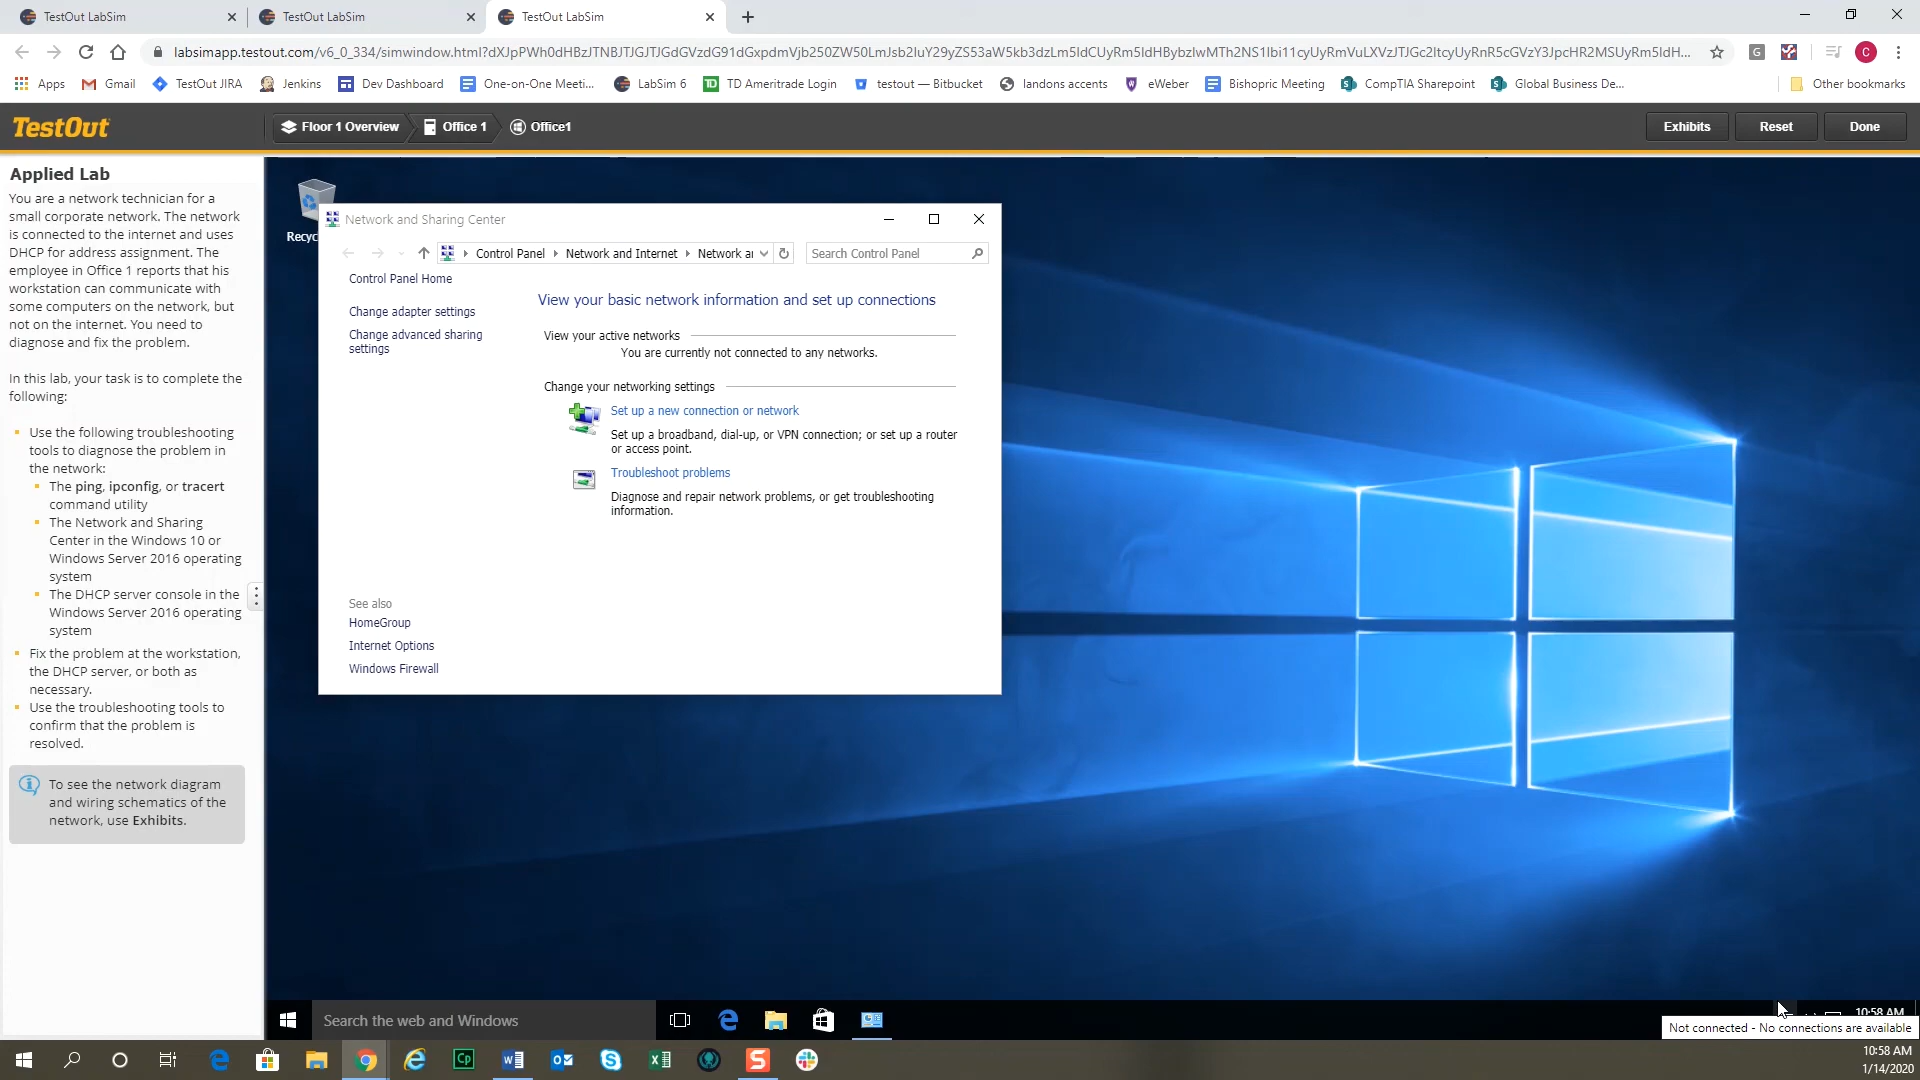 TestOut LabSim
TestOut LabSim
TestOut LabSim
Apps
Gmail
TestOut JIRA
Jenkins
Dev Dashboard
One-on-One Meeti...
LabSim 6
TD Ameritrade Login
testout — Bitbucket
landons accents
eWeber
Bishopric Meeting
CompTIA Sharepoint
Global Business De...
Other bookmarks
TestOut
Floor 1 Overview
Office 1
Office1
Exhibits
Reset
Done
Applied Lab
You are a network technician for a
small corporate network. The network
is connected to the internet and uses
DHCP for address assignment. The
employee in Office 1 reports that his
workstation can communicate with
some computers on the network, but
not on the internet. You need to
diagnose and fix the problem.
In this lab, your task is to complete the
following:
Use the following troubleshooting
tools to diagnose the problem in
the network:
The ping, ipconfig, or tracert
command utility
The Network and Sharing
Center in the Windows 10 or
Windows Server 2016 operating
system
The DHCP server console in the
Windows Server 2016 operating
system
Fix the problem at the workstation,
the DHCP server, or both as
necessary.
Use the troubleshooting tools to
confirm that the problem is
resolved.
To see the network diagram
and wiring schematics of the
network, use Exhibits.
Network and Sharing Center
Control Panel
Network and Internet
Network
Search Control Panel
Control Panel Home
Change adapter settings
Change advanced sharing
settings
View your basic network information and set up connections
View your active networks
You are currently not connected to any networks.
Change your networking settings
Set up a new connection or network
Set up a broadband, dial-up, or VPN connection; or set up a router
or access point.
Troubleshoot problems
Diagnose and repair network problems, or get troubleshooting
information.
See also
HomeGroup
Internet Options
Windows Firewall
Search the web and Windows
10:58 AM
Not connected - No connections are available
10:58 AM
1/14/2020